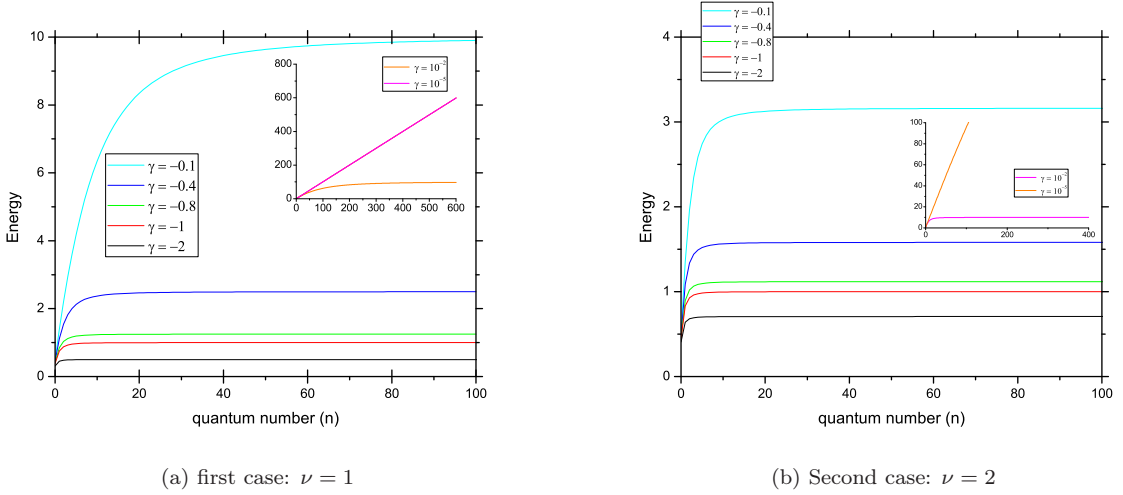 10
8
6
4
2
0
0 20 40 60 80 100
Energy
quantum number (n)
γ = −0.1
γ = −0.4
γ = −0.8
γ = −1
γ = −2
800
600
400
200
0
0 100 200 300 400 500 600
γ = 10⁻²
γ = 10⁻⁵
(a) first case: ν = 1
γ = −0.1
γ = −0.4
γ = −0.8
γ = −1
γ = −2
4
3
2
1
0
0 20 40 60 80 100
Energy
quantum number (n)
100
80
60
40
20
0
0 200 400
γ = 10⁻²
γ = 10⁻⁵
(b) Second case: ν = 2